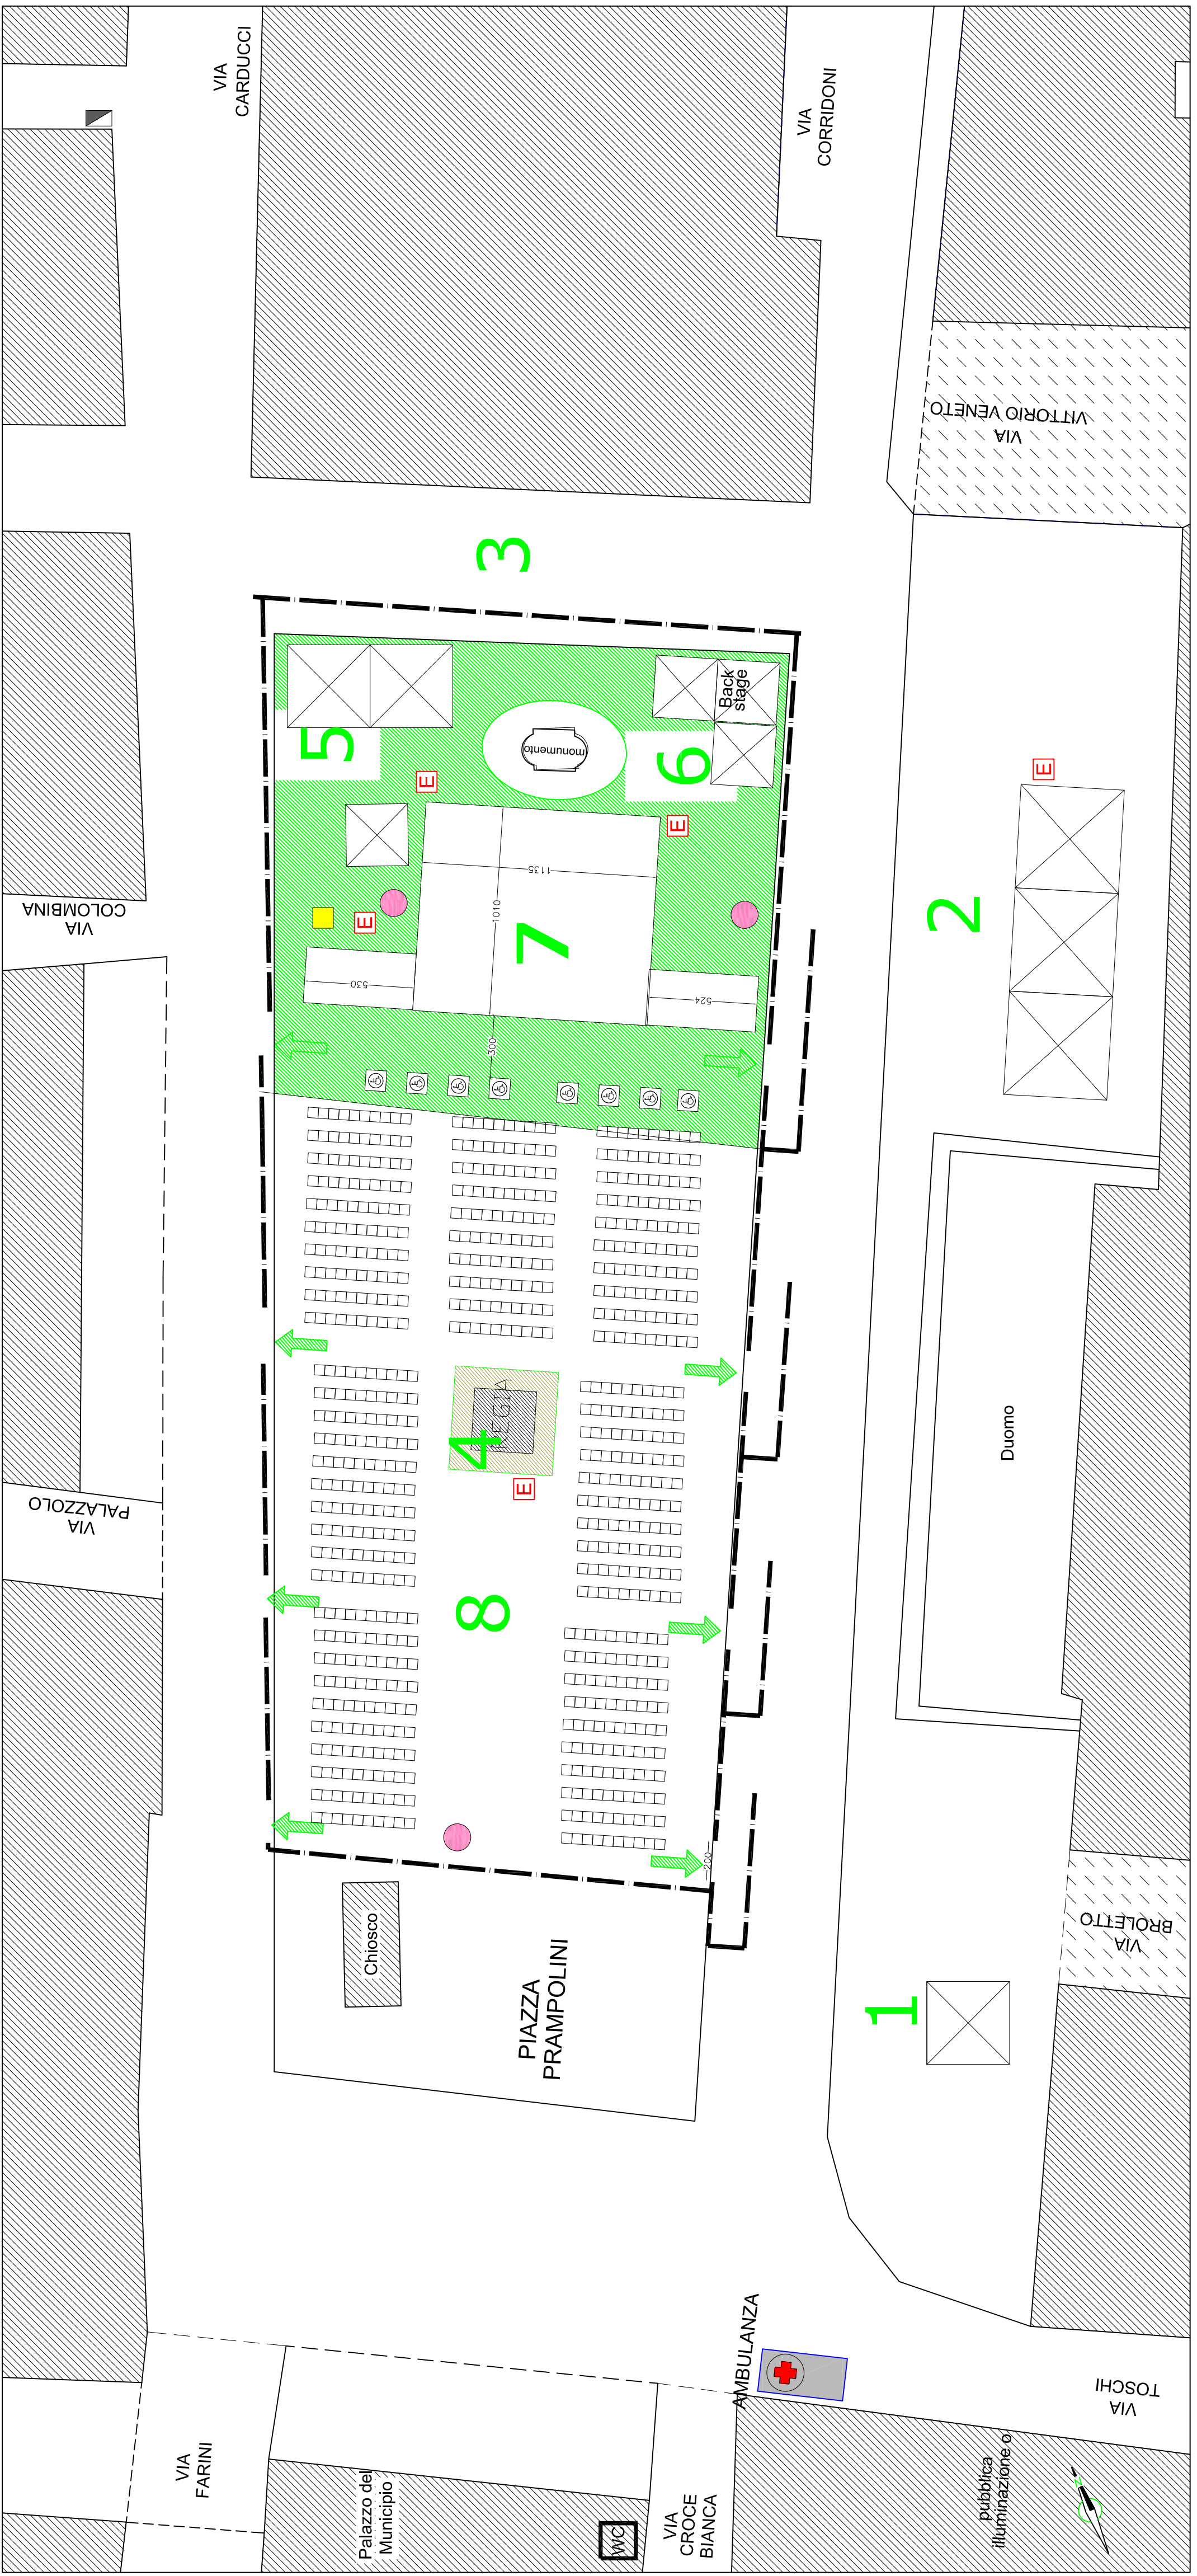 VIA
CARDUCCI
VIA
CORRIDONI
VIA
VITTORIO VENETO
3
5
monumento
Back
stage
6
E
E
E
E
2
1135
1010
7
530
524
300
VIA
COLOMBINA
REGIA
4
E
Duomo
VIA
PALAZZOLO
8
200
Chiosco
PIAZZA
PRAMPOLINI
VIA
BROLETTO
1
AMBULANZA
VIA
TOSCHI
VIA
FARINI
Palazzo del
Municipio
WC
VIA
CROCE
BIANCA
pubblica
illuminazione o